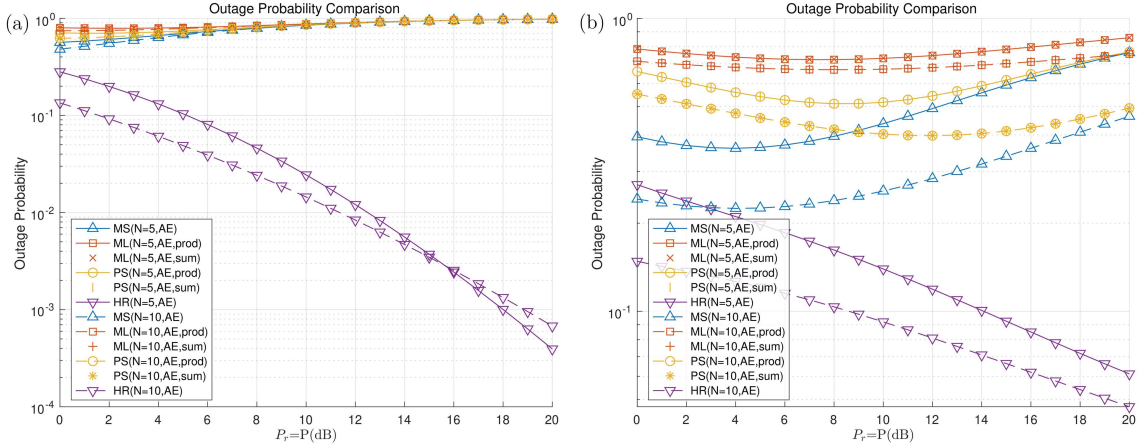 (a)
Outage Probability Comparison
10^0
10^-1
10^-2
10^-3
10^-4
Outage Probability
MS(N=5,AE)
ML(N=5,AE,prod)
ML(N=5,AE,sum)
PS(N=5,AE,prod)
PS(N=5,AE,sum)
HR(N=5,AE)
MS(N=10,AE)
ML(N=10,AE,prod)
ML(N=10,AE,sum)
PS(N=10,AE,prod)
PS(N=10,AE,sum)
HR(N=10,AE)
0 2 4 6 8 10 12 14 16 18 20
P_r=P(dB)
(b)
Outage Probability Comparison
10^0
10^-1
Outage Probability
MS(N=5,AE)
ML(N=5,AE,prod)
ML(N=5,AE,sum)
PS(N=5,AE,prod)
PS(N=5,AE,sum)
HR(N=5,AE)
MS(N=10,AE)
ML(N=10,AE,prod)
ML(N=10,AE,sum)
PS(N=10,AE,prod)
PS(N=10,AE,sum)
HR(N=10,AE)
0 2 4 6 8 10 12 14 16 18 20
P_r=P(dB)